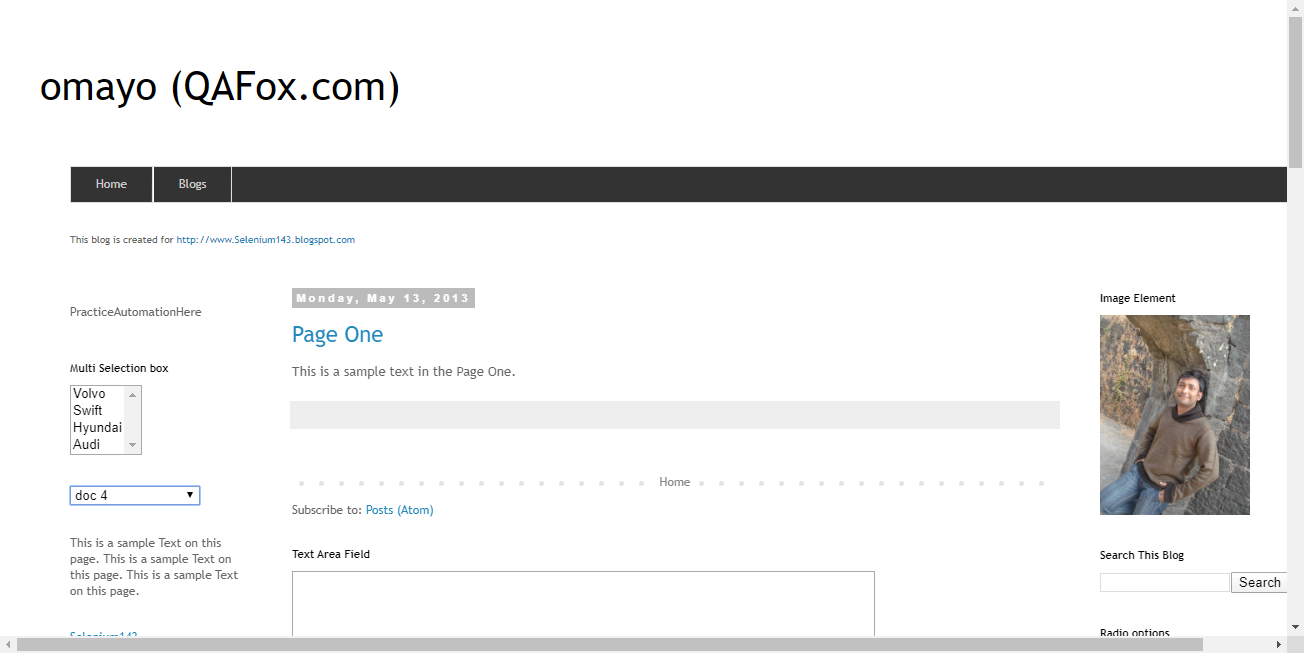 omayo (QAFox.com)
Home
Blogs
This blog is created for http://www.Selenium143.blogspot.com
PracticeAutomationHere
Multi Selection box
Volvo
Swift
Hyundai
Audi
doc 4
This is a sample Text on this
page. This is a sample Text on
this page. This is a sample Text
on this page.
Selenium143
Monday, May 13, 2013
Page One
This is a sample text in the Page One.
Home
Subscribe to: Posts (Atom)
Text Area Field
Image Element
Search This Blog
Search
Radio options